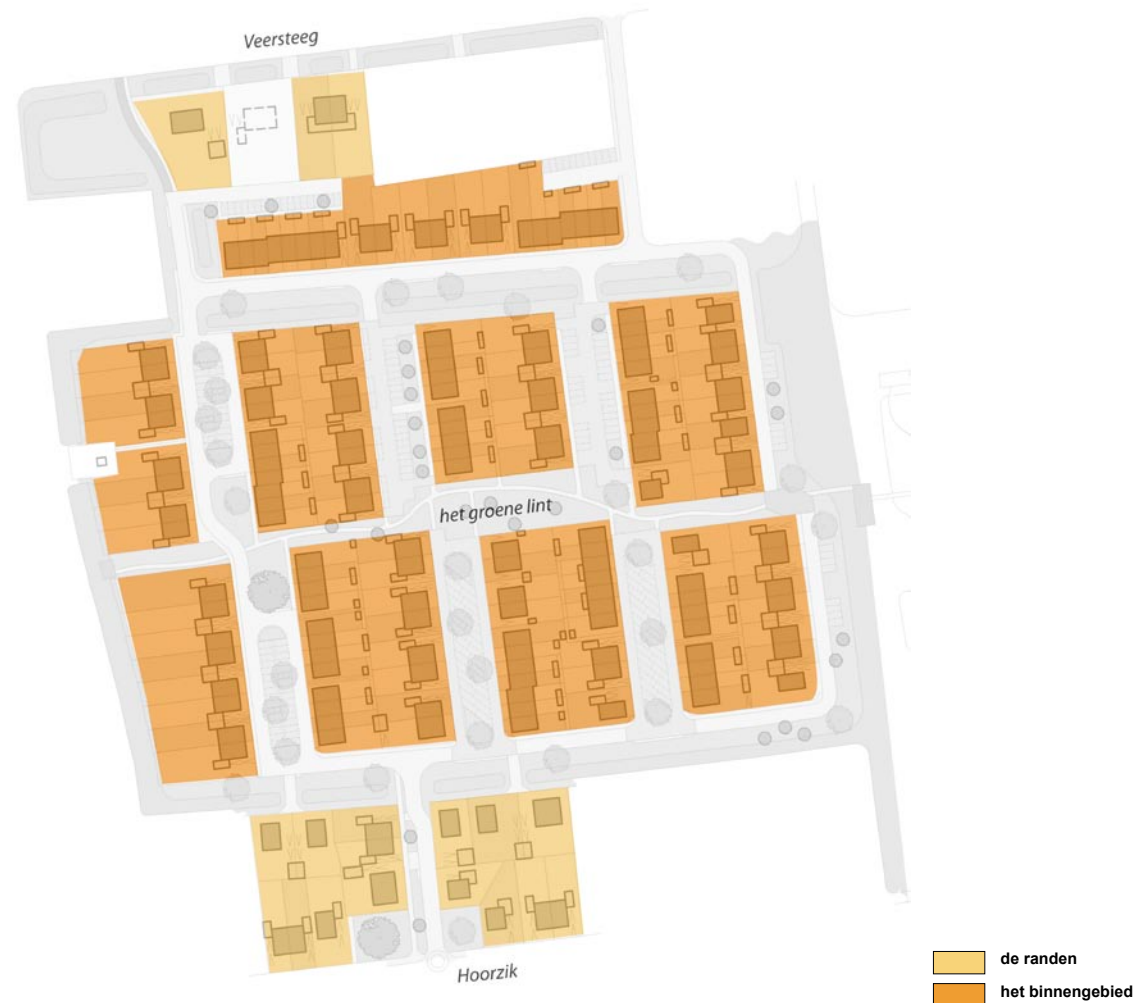 Veersteeg
het groene lint
Hoorzik
de randen
het binnengebied